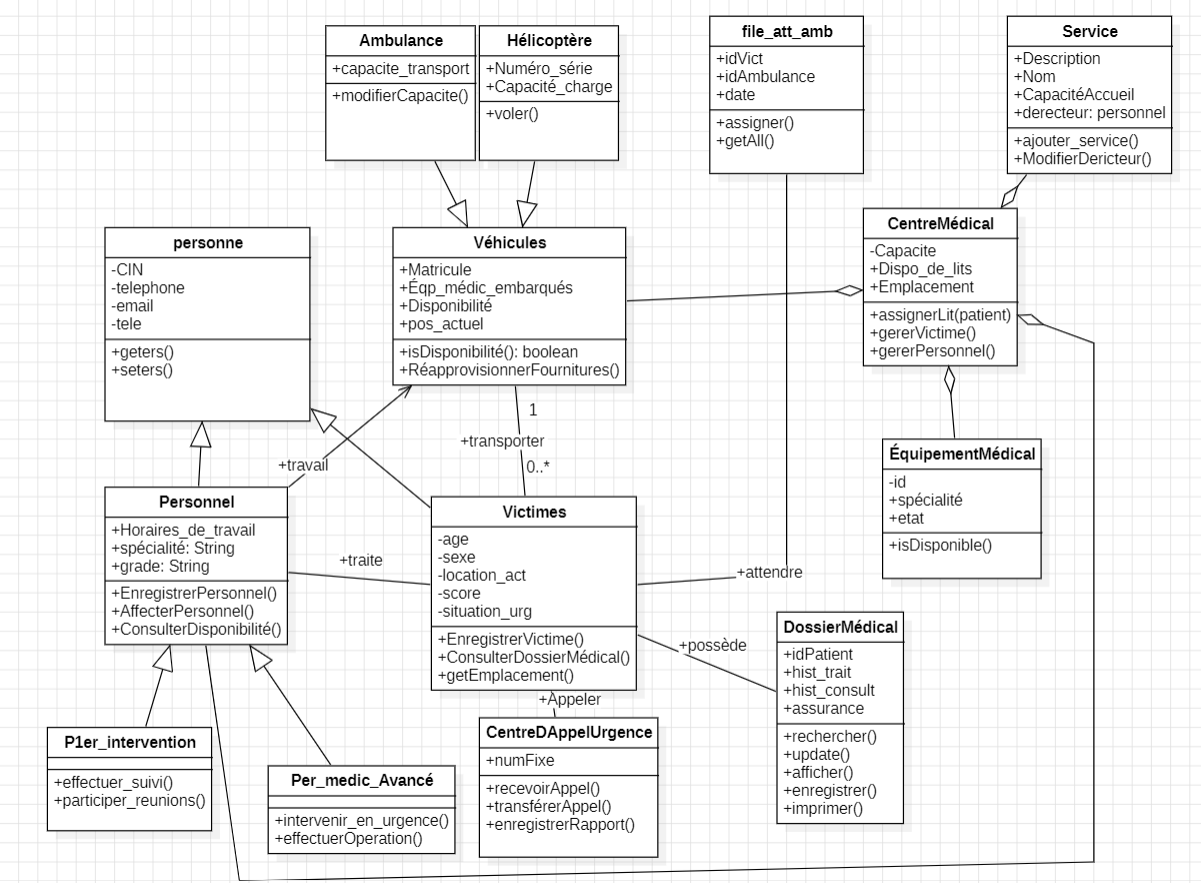 Ambulance
+capacite_transport
+modifierCapacite()
Hélicoptère
+Numéro_série
+Capacité_charge
+voler()
file_att_amb
+idVict
+idAmbulance
+date
+assigner()
+getAll()
Service
+Description
+Nom
+CapacitéAccueil
+derecteur: personnel
+ajouter_service()
+ModifierDericteur()
personne
-CIN
-telephone
-email
-tele
+geters()
+seters()
Véhicules
+Matricule
+Éqp_médic_embarqués
+Disponibilité
+pos_actuel
+isDisponibilité(): boolean
+RéapprovisionnerFournitures()
CentreMédical
-Capacite
+Dispo_de_lits
+Emplacement
+assignerLit(patient)
+gererVictime()
+gererPersonnel()
1
+transporter
0..*
+travail
ÉquipementMédical
-id
+spécialité
+etat
+isDisponible()
Personnel
+Horaires_de_travail
+spécialité: String
+grade: String
+EnregistrerPersonnel()
+AffecterPersonnel()
+ConsulterDisponibilité()
+traite
Victimes
-age
-sexe
-location_act
-score
-situation_urg
+EnregistrerVictime()
+ConsulterDossierMédical()
+getEmplacement()
+attendre
+possède
DossierMédical
+idPatient
+hist_trait
+hist_consult
+assurance
+rechercher()
+update()
+afficher()
+enregistrer()
+imprimer()
+Appeler
CentreDAppelUrgence
+numFixe
+recevoirAppel()
+transférerAppel()
+enregistrerRapport()
P1er_intervention
+effectuer_suivi()
+participer_reunions()
Per_medic_Avancé
+intervenir_en_urgence()
+effectuerOperation()